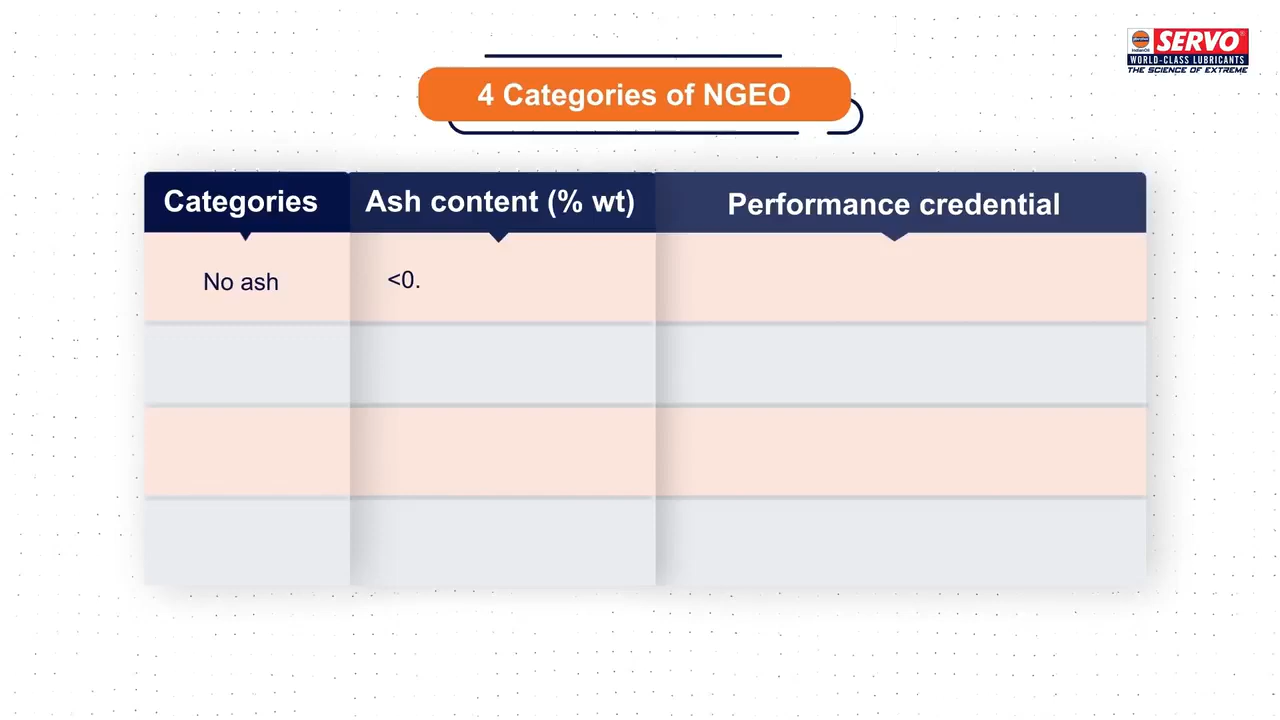 SERVO
IndianOil
WORLD-CLASS LUBRICANTS
THE SCIENCE OF EXTREME
4 Categories of NGEO
Categories Ash content (% wt) Performance credential
No ash <0.